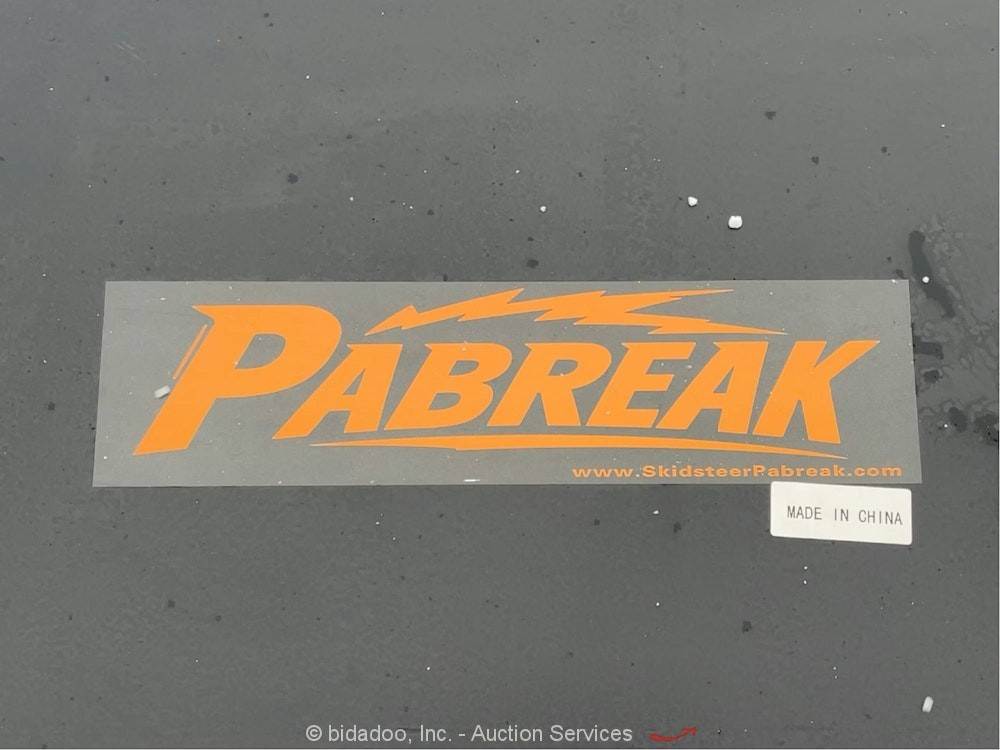 PABREAK
www.SkidsteerPabreak.com
MADE IN CHINA
© bidadoo, Inc. - Auction Services